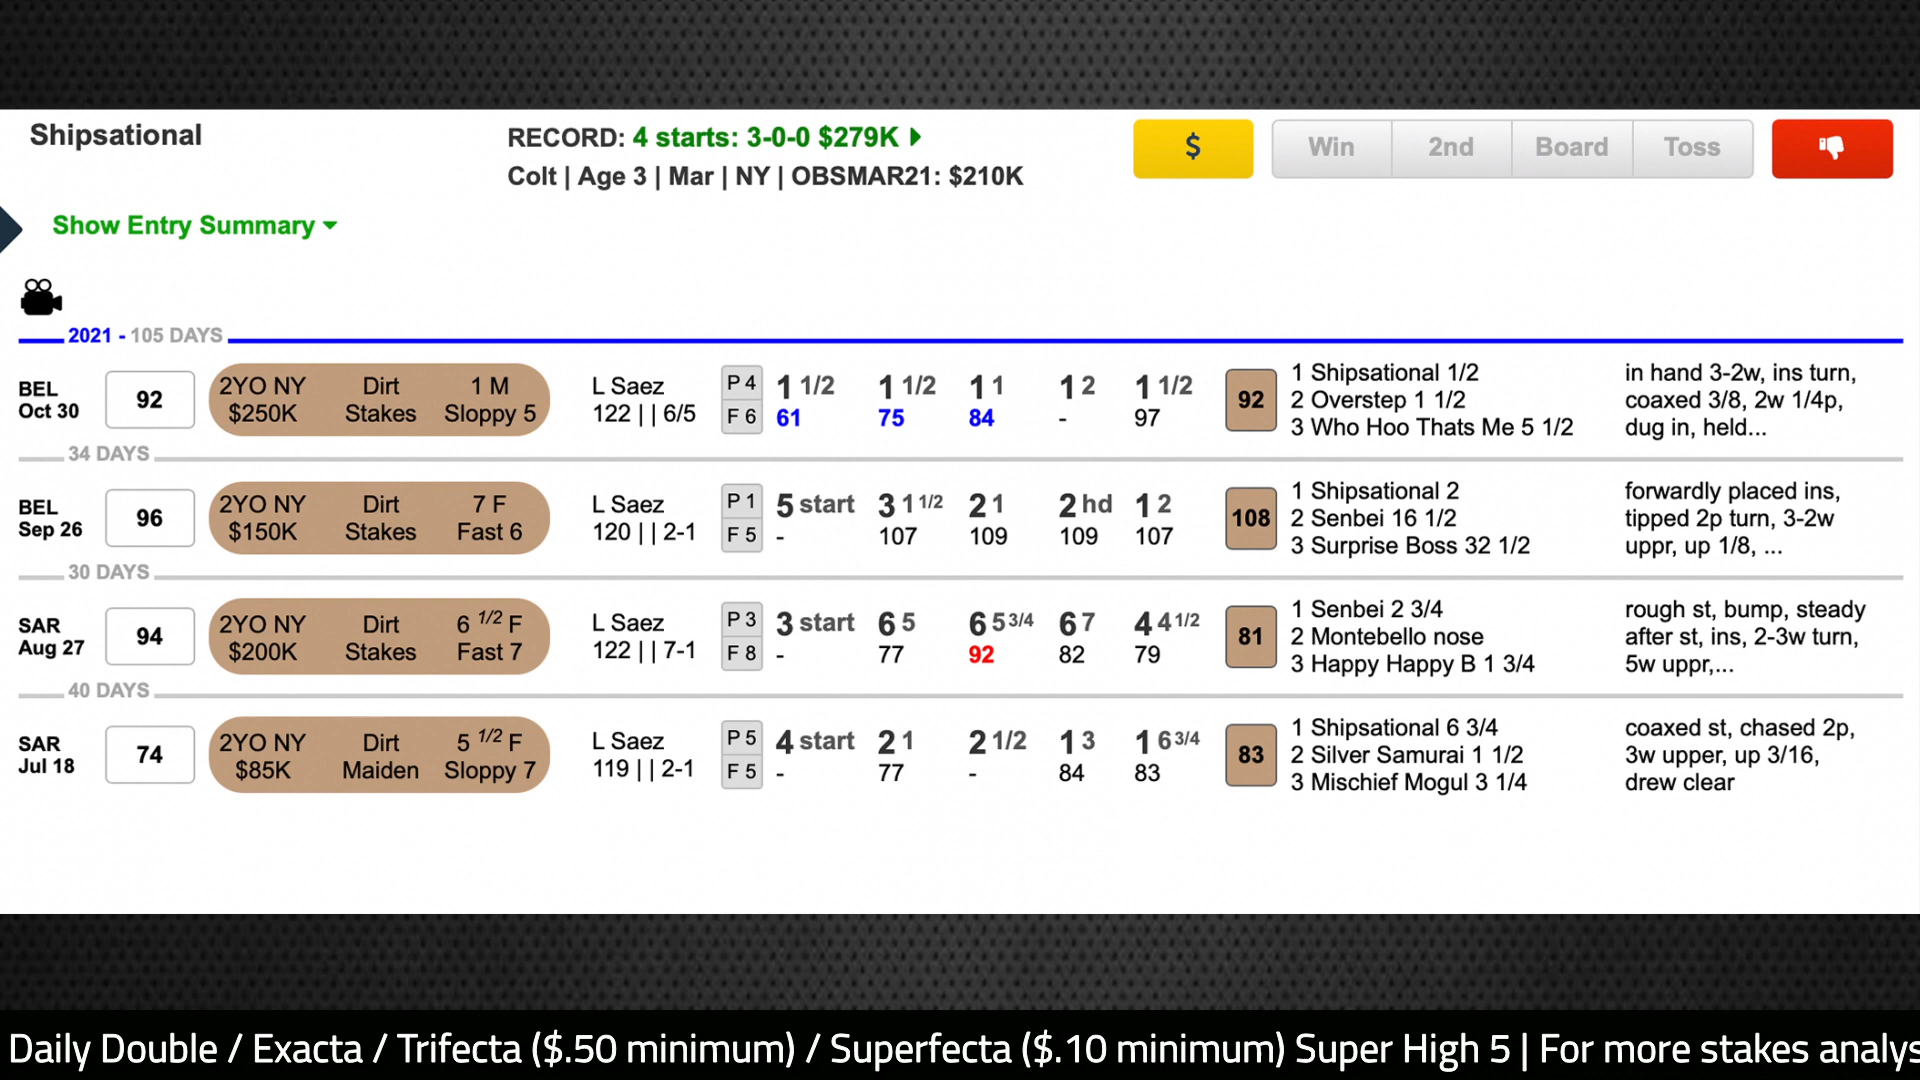 Shipsational
RECORD: 4 starts: 3-0-0 $279K
Colt | Age 3 | Mar | NY | OBSMAR21: $210K
$
Win
2nd
Board
Toss
Show Entry Summary
2021 - 105 DAYS
BEL
Oct 30
92
2YO NY
$250K
Dirt
Stakes
1 M
Sloppy 5
L Saez
122 | | 6/5
P 4
F 6
1 1/2
61
1 1/2
75
1 1
84
1 2
-
1 1/2
97
92
1 Shipsational 1/2
2 Overstep 1 1/2
3 Who Hoo Thats Me 5 1/2
in hand 3-2w, ins turn,
coaxed 3/8, 2w 1/4p,
dug in, held...
34 DAYS
BEL
Sep 26
96
2YO NY
$150K
Dirt
Stakes
7 F
Fast 6
L Saez
120 | | 2-1
P 1
F 5
5 start
-
3 1 1/2
107
2 1
109
2 hd
109
1 2
107
108
1 Shipsational 2
2 Senbei 16 1/2
3 Surprise Boss 32 1/2
forwardly placed ins,
tipped 2p turn, 3-2w
uppr, up 1/8, ...
30 DAYS
SAR
Aug 27
94
2YO NY
$200K
Dirt
Stakes
6 1/2 F
Fast 7
L Saez
122 | | 7-1
P 3
F 8
3 start
-
6 5
77
6 5 3/4
92
6 7
82
4 4 1/2
79
81
1 Senbei 2 3/4
2 Montebello nose
3 Happy Happy B 1 3/4
rough st, bump, steady
after st, ins, 2-3w turn,
5w uppr,...
40 DAYS
SAR
Jul 18
74
2YO NY
$85K
Dirt
Maiden
5 1/2 F
Sloppy 7
L Saez
119 | | 2-1
P 5
F 5
4 start
-
2 1
77
2 1/2
-
1 3
84
1 6 3/4
83
83
1 Shipsational 6 3/4
2 Silver Samurai 1 1/2
3 Mischief Mogul 3 1/4
coaxed st, chased 2p,
3w upper, up 3/16,
drew clear
Daily Double / Exacta / Trifecta ($.50 minimum) / Superfecta ($.10 minimum) Super High 5 | For more stakes analys